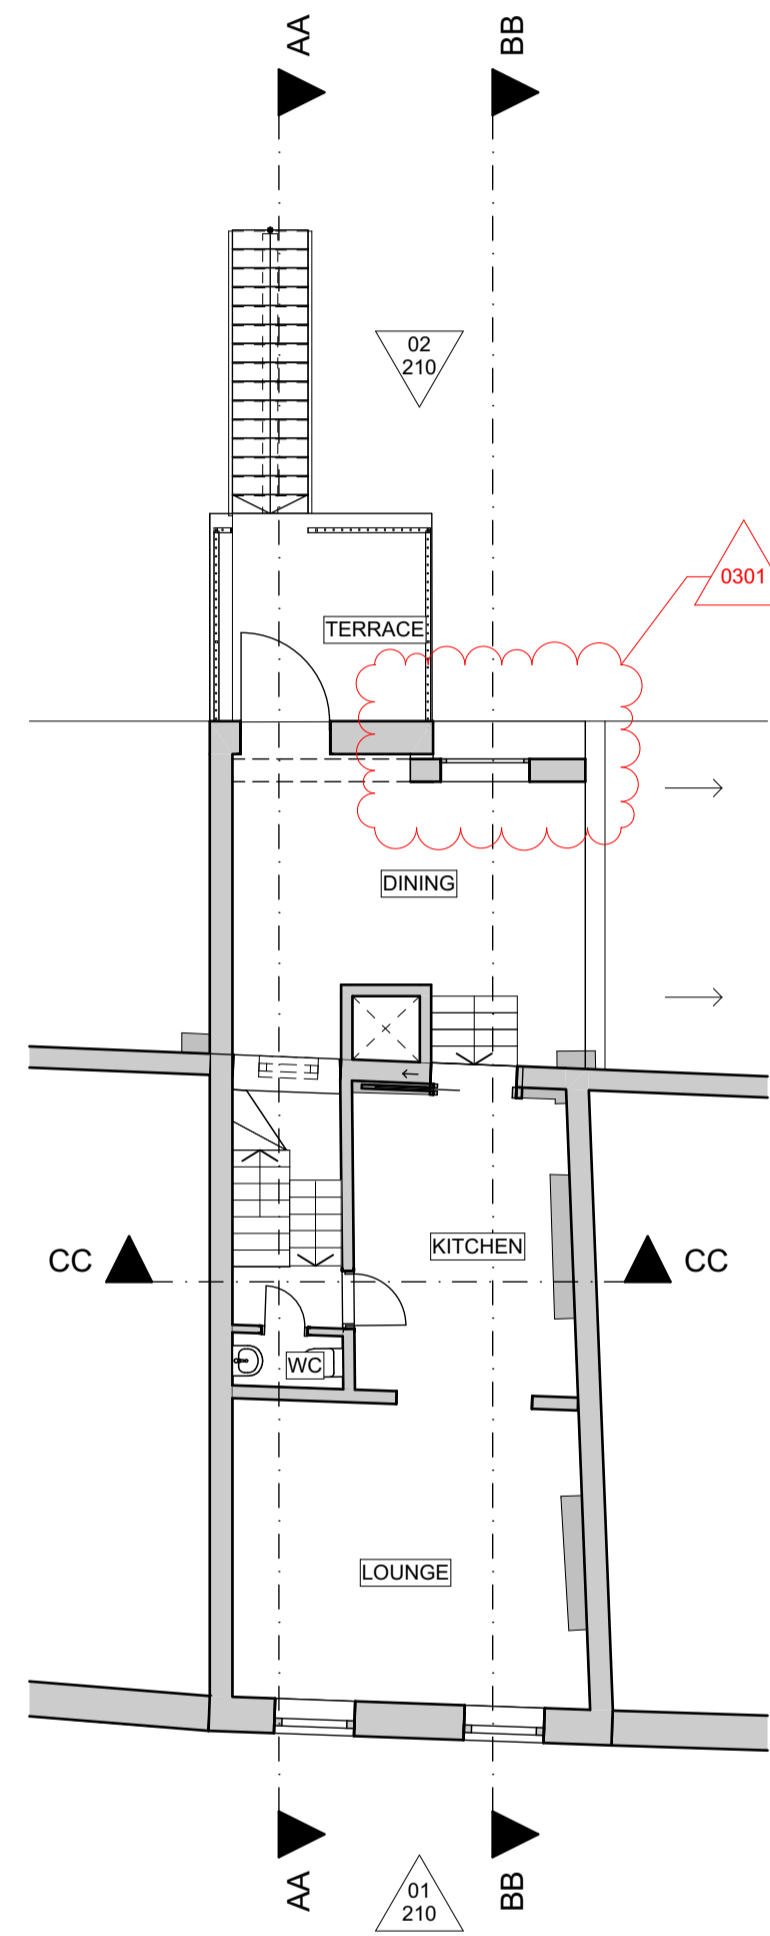 AA
BB
02
210
0301
TERRACE
DINING
KITCHEN
CC
CC
WC
LOUNGE
AA
BB
01
210